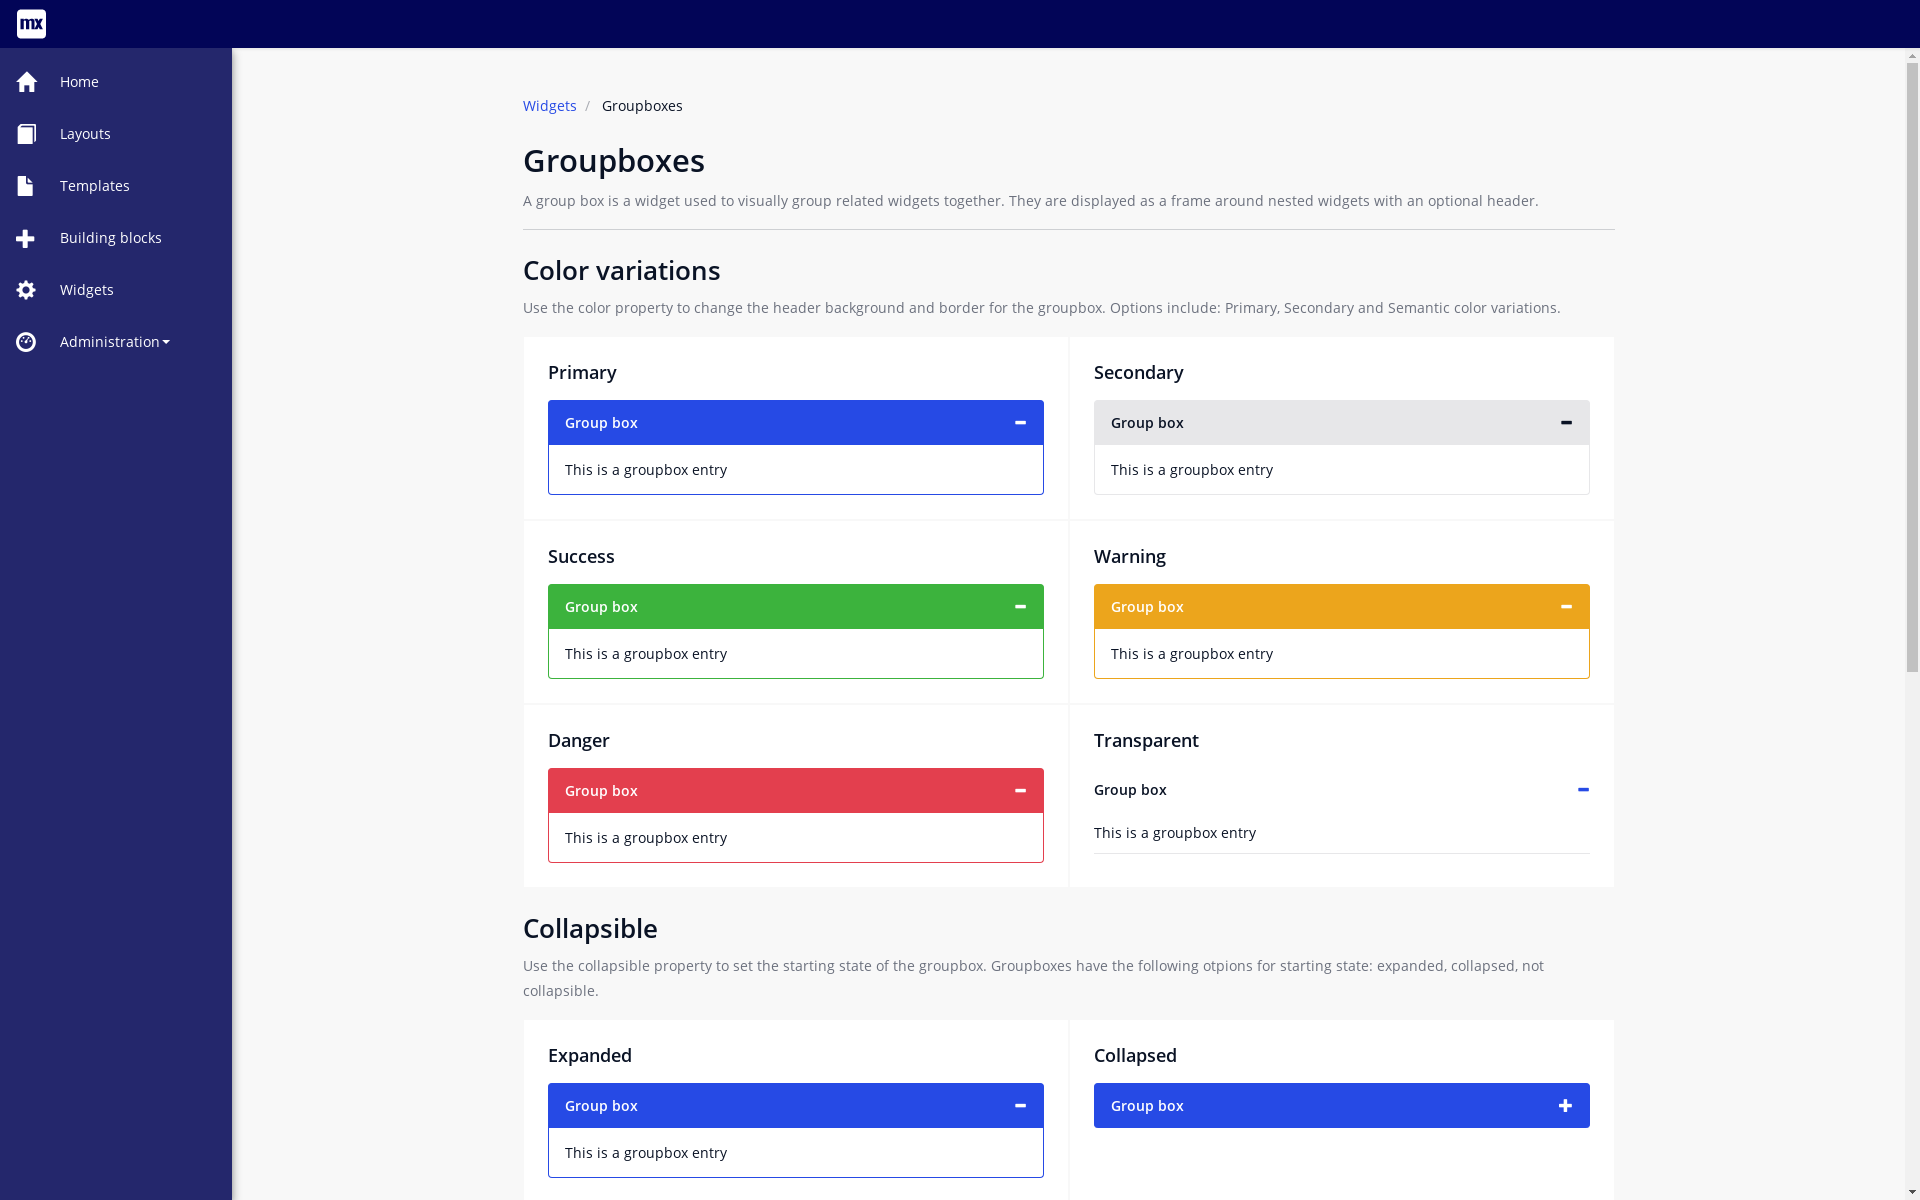 mx
Home
Layouts
Templates
Building blocks
Widgets
Administration
Widgets / Groupboxes
Groupboxes
A group box is a widget used to visually group related widgets together. They are displayed as a frame around nested widgets with an optional header.
Color variations
Use the color property to change the header background and border for the groupbox. Options include: Primary, Secondary and Semantic color variations.
Primary
Group box
This is a groupbox entry
Secondary
Group box
This is a groupbox entry
Success
Group box
This is a groupbox entry
Warning
Group box
This is a groupbox entry
Danger
Group box
This is a groupbox entry
Transparent
Group box
This is a groupbox entry
Collapsible
Use the collapsible property to set the starting state of the groupbox. Groupboxes have the following otpions for starting state: expanded, collapsed, not
collapsible.
Expanded
Group box
This is a groupbox entry
Collapsed
Group box